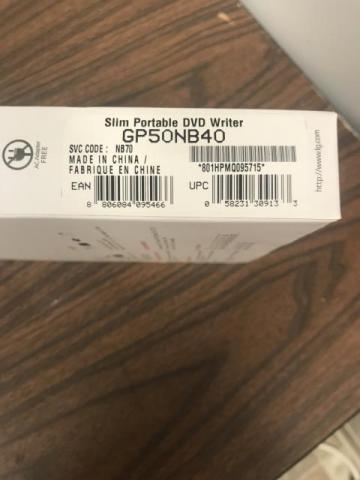 Slim Portable DVD Writer
GP50NB40
SVC CODE : NB70
MADE IN CHINA /
FABRIQUE EN CHINE
*801HPMQ095715*
EAN
8 806084 095466
UPC
0 58231 30913 3
AC Adapter
FREE
http://www.lg.com